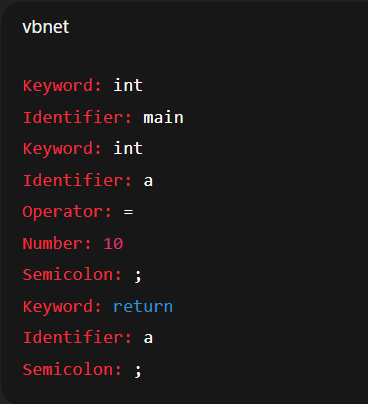 vbnet
Keyword: int
Identifier: main
Keyword: int
Identifier: a
Operator: =
Number: 10
Semicolon: ;
Keyword: return
Identifier: a
Semicolon: ;